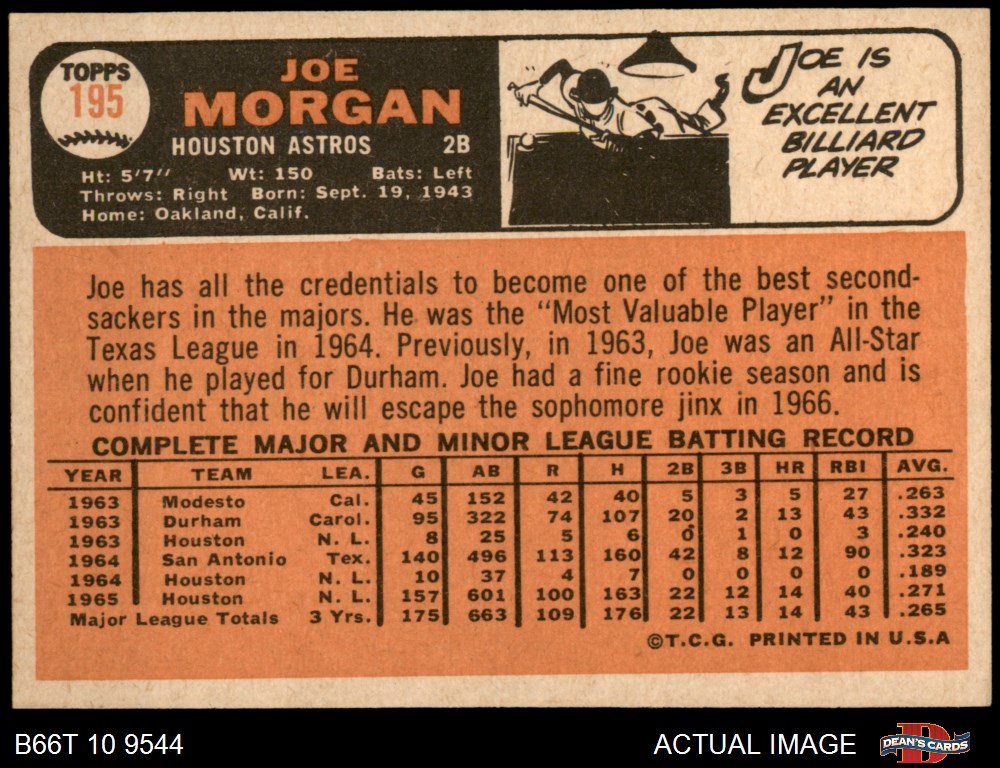 TOPPS
195
JOE
MORGAN
HOUSTON ASTROS 2B
Ht: 5'7" Wt: 150 Bats: Left
Throws: Right Born: Sept. 19, 1943
Home: Oakland, Calif.
JOE IS
AN
EXCELLENT
BILLIARD
PLAYER
Joe has all the credentials to become one of the best second-
sackers in the majors. He was the "Most Valuable Player" in the
Texas League in 1964. Previously, in 1963, Joe was an All-Star
when he played for Durham. Joe had a fine rookie season and is
confident that he will escape the sophomore jinx in 1966.
COMPLETE MAJOR AND MINOR LEAGUE BATTING RECORD
YEAR TEAM LEA. G AB R H 2B 3B HR RBI AVG.
1963 Modesto Cal. 45 152 42 40 5 3 5 27 .263
1963 Durham Carol. 95 322 74 107 20 2 13 43 .332
1963 Houston N. L. 8 25 5 6 0 1 0 3 .240
1964 San Antonio Tex. 140 496 113 160 42 8 12 90 .323
1964 Houston N. L. 10 37 4 7 0 0 0 0 .189
1965 Houston N. L. 157 601 100 163 22 12 14 40 .271
Major League Totals 3 Yrs. 175 663 109 176 22 13 14 43 .265
©T.C.G. PRINTED IN U.S.A
B66T 10 9544
ACTUAL IMAGE
DEAN'S CARDS